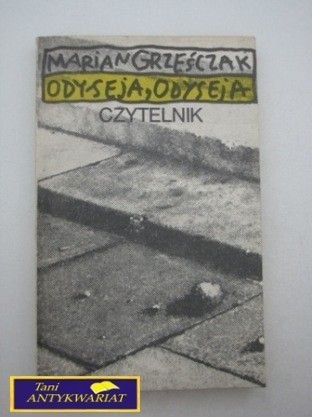 MARIAN GRZEŚCZAK
ODYSEJA, ODYSEJA
CZYTELNIK
Tani
ANTYKWARIAT